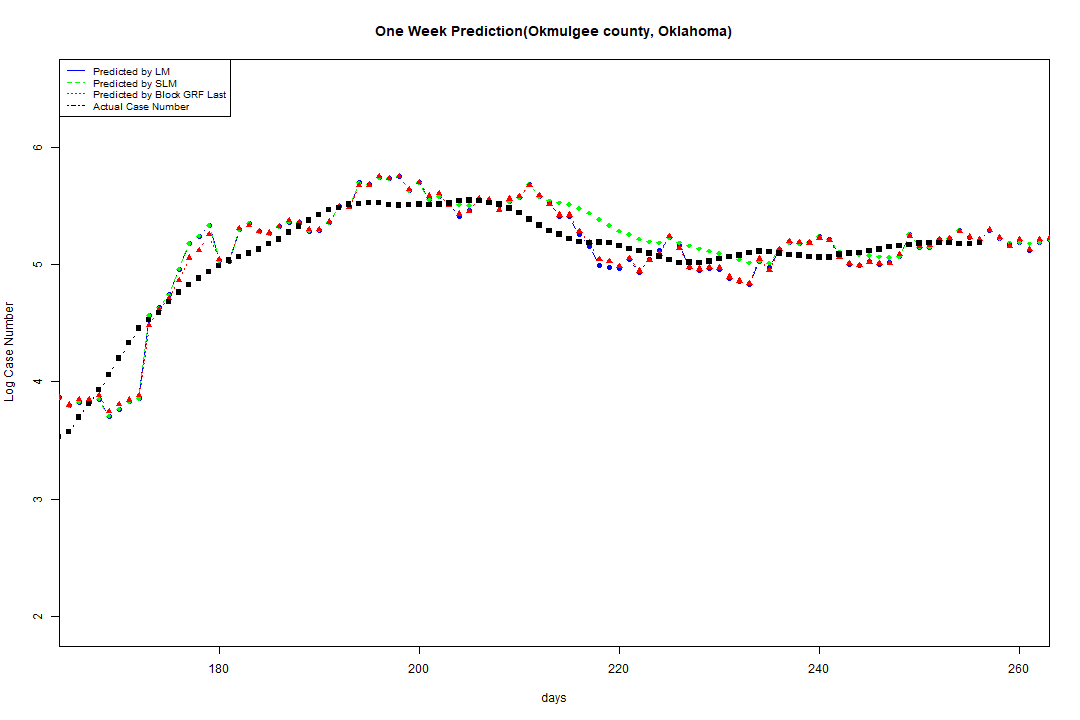 One Week Prediction(Okmulgee county, Oklahoma)
Predicted by LM
Predicted by SLM
Predicted by Block GRF Last
Actual Case Number
6
5
4
3
2
Log Case Number
180 200 220 240 260
days